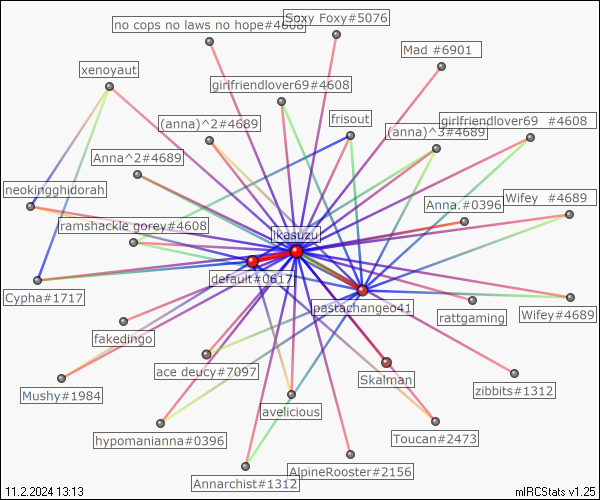 no cops no laws no hope#4608
Soxy Foxy#5076
Mad #6901
xenoyaut
girlfriendlover69#4608
frisout
girlfriendlover69 #4608
(anna)^2#4689
(anna)^3#4689
Anna^2#4689
neokingghidorah
Anna.#0396
Wifey #4689
ramshackle gorey#4608
ikasuzu
default#0617
Cypha#1717
pastachangeo41
rattgaming
Wifey#4689
fakedingo
ace deucy#7097
Skalman
zibbits#1312
Mushy#1984
avelicious
hypomanianna#0396
Toucan#2473
AlpineRooster#2156
Annarchist#1312
11.2.2024 13:13
mIRCStats v1.25